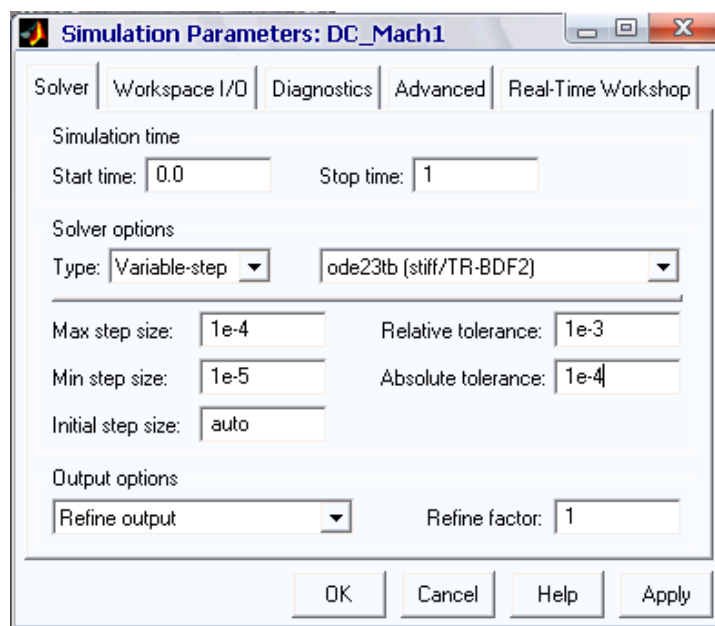 Simulation Parameters: DC_Mach1
Solver Workspace I/O Diagnostics Advanced Real-Time Workshop
Simulation time
Start time: 0.0 Stop time: 1
Solver options
Type: Variable-step ode23tb (stiff/TR-BDF2)
Max step size: 1e-4 Relative tolerance: 1e-3
Min step size: 1e-5 Absolute tolerance: 1e-4
Initial step size: auto
Output options
Refine output Refine factor: 1
OK Cancel Help Apply